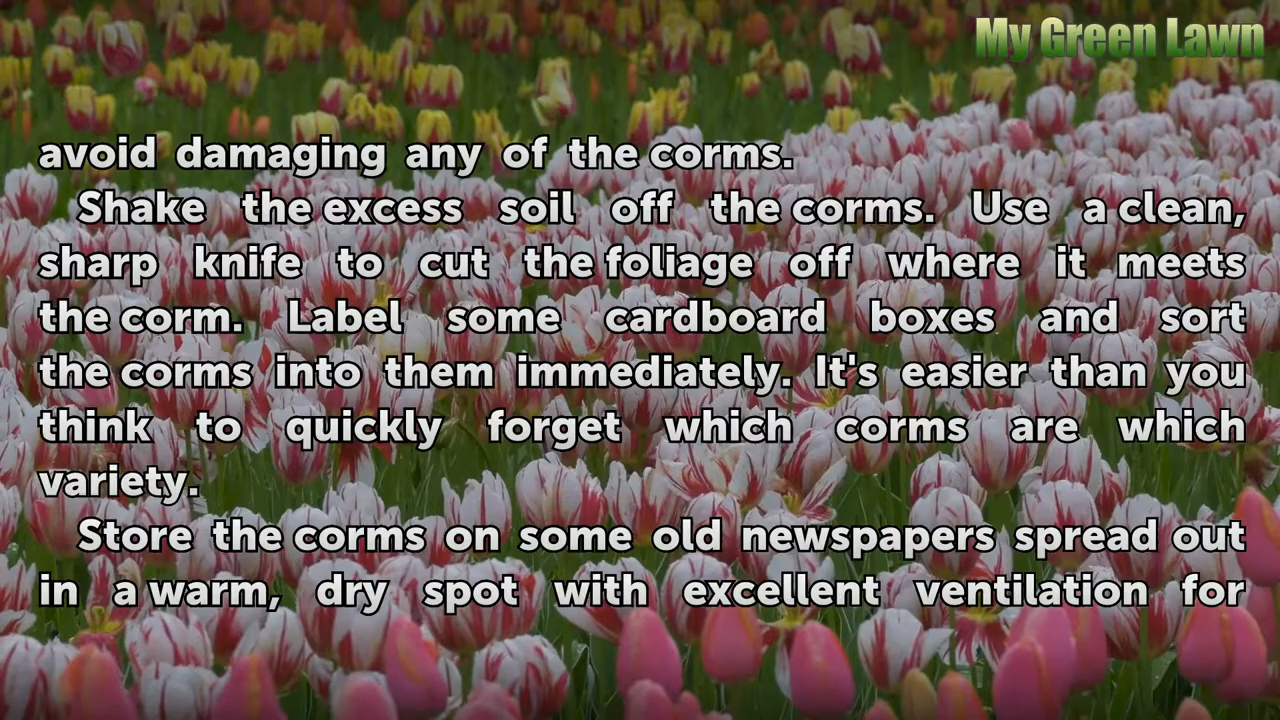 My Green Lawn
avoid damaging any of the corms.
Shake the excess soil off the corms. Use a clean,
sharp knife to cut the foliage off where it meets
the corm. Label some cardboard boxes and sort
the corms into them immediately. It's easier than you
think to quickly forget which corms are which
variety.
Store the corms on some old newspapers spread out
in a warm, dry spot with excellent ventilation for